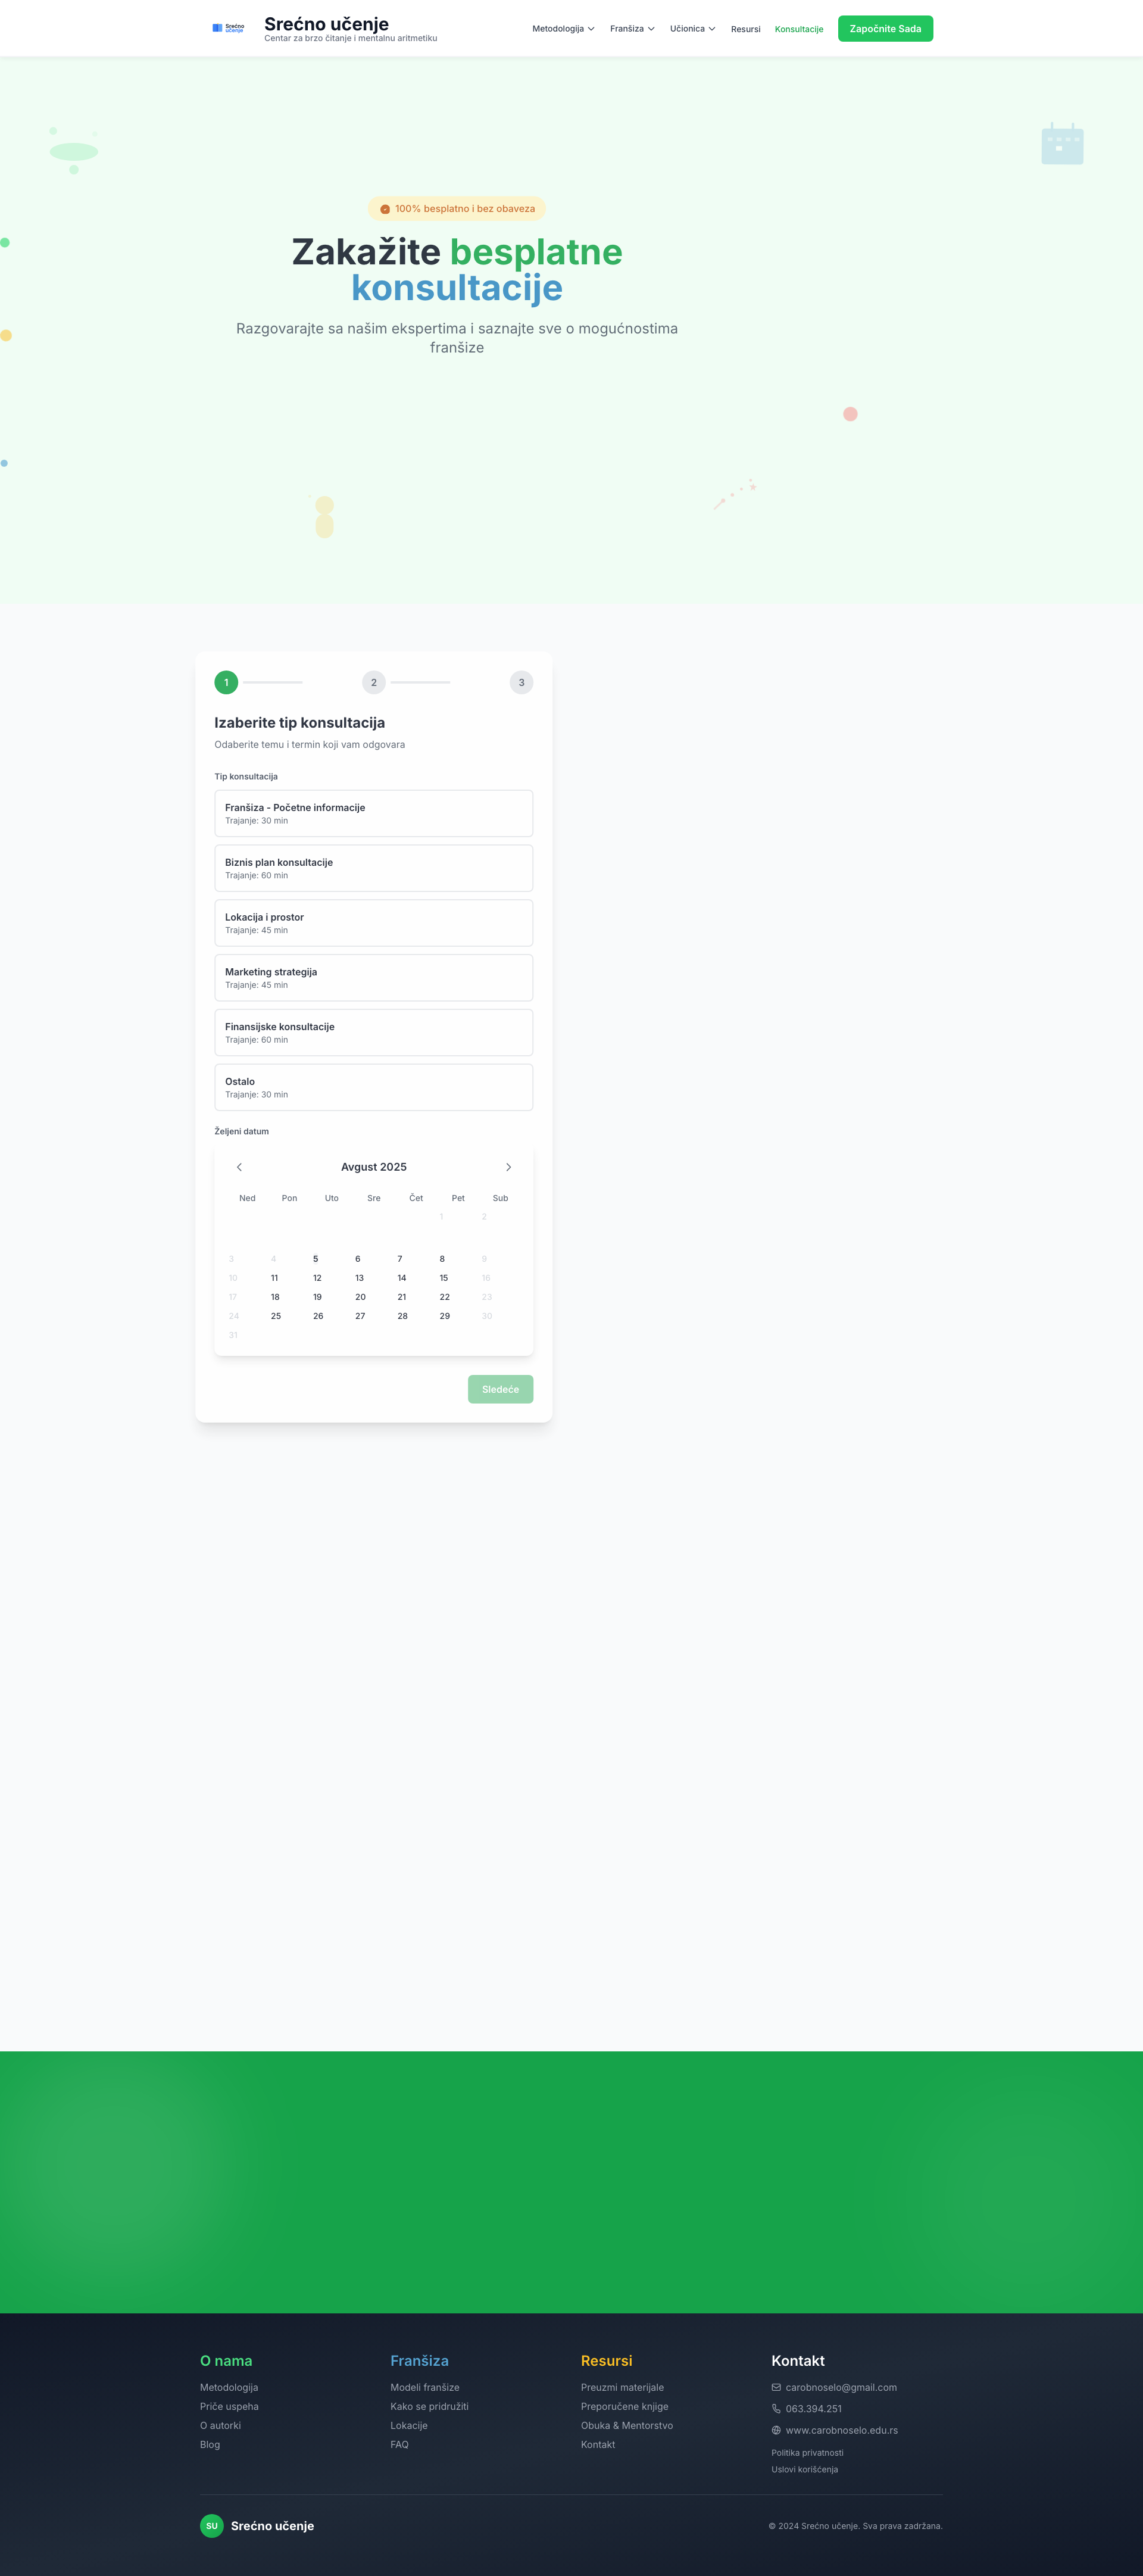 Srećno
učenje
Srećno učenje
Centar za brzo čitanje i mentalnu aritmetiku
Metodologija
Franšiza
Učionica
Resursi
Konsultacije
Započnite Sada
100% besplatno i bez obaveza
Zakažite besplatne
konsultacije
Razgovarajte sa našim ekspertima i saznajte sve o mogućnostima
franšize
1
2
3
Izaberite tip konsultacija
Odaberite temu i termin koji vam odgovara
Tip konsultacija
Franšiza - Početne informacije
Trajanje: 30 min
Biznis plan konsultacije
Trajanje: 60 min
Lokacija i prostor
Trajanje: 45 min
Marketing strategija
Trajanje: 45 min
Finansijske konsultacije
Trajanje: 60 min
Ostalo
Trajanje: 30 min
Željeni datum
Avgust 2025
Ned Pon Uto Sre Čet Pet Sub
1 2
3 4 5 6 7 8 9
10 11 12 13 14 15 16
17 18 19 20 21 22 23
24 25 26 27 28 29 30
31
Sledeće
O nama
Metodologija
Priče uspeha
O autorki
Blog
Franšiza
Modeli franšize
Kako se pridružiti
Lokacije
FAQ
Resursi
Preuzmi materijale
Preporučene knjige
Obuka & Mentorstvo
Kontakt
Kontakt
carobnoselo@gmail.com
063.394.251
www.carobnoselo.edu.rs
Politika privatnosti
Uslovi korišćenja
SU
Srećno učenje
© 2024 Srećno učenje. Sva prava zadržana.